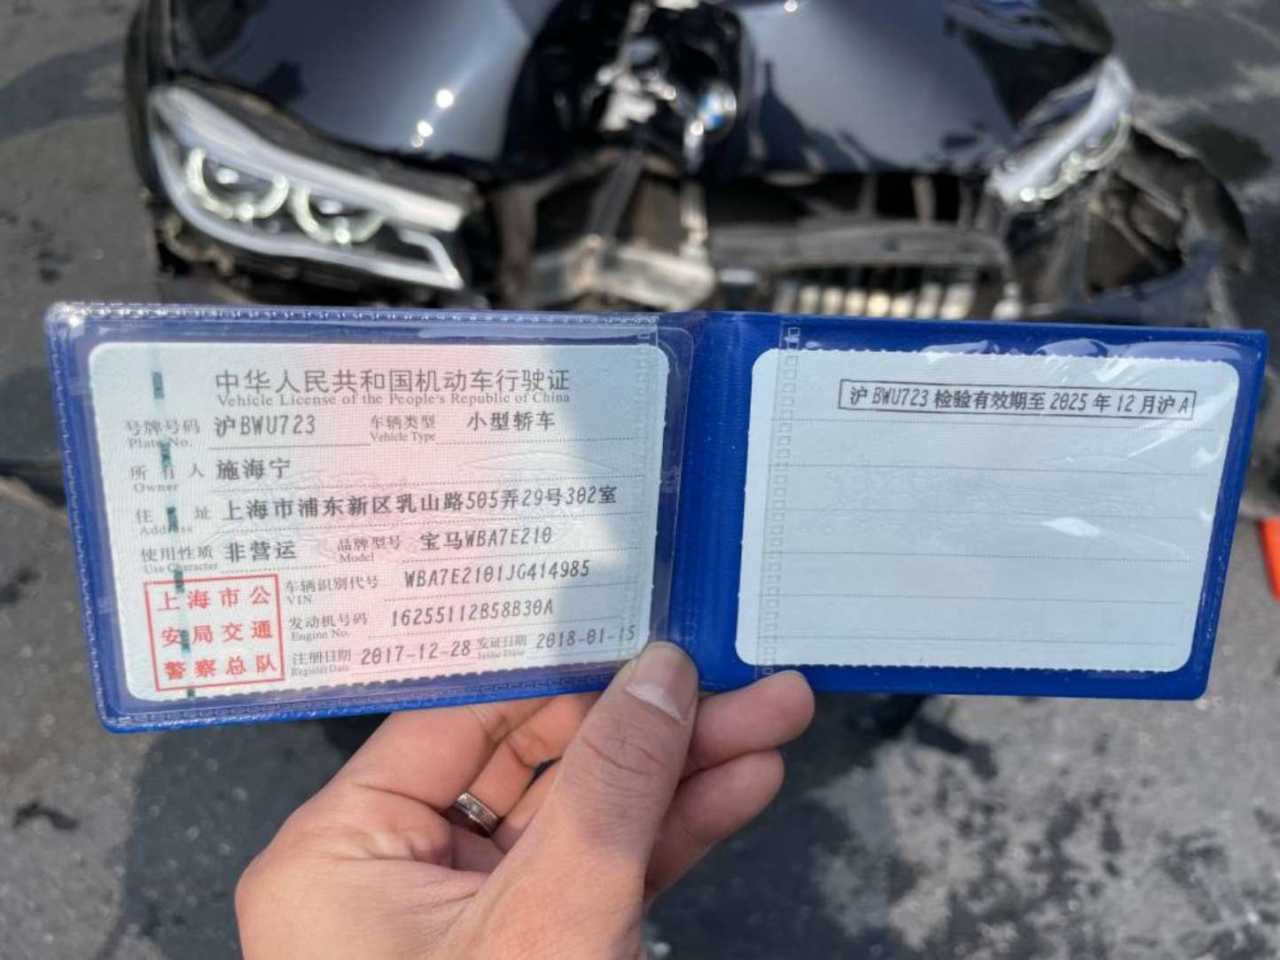 中华人民共和国机动车行驶证
Vehicle License of the People's Republic of China
号牌号码 沪BWU723 车辆类型 小型轿车
Plate No. Vehicle Type
所有人 施海宁
Owner
住址 上海市浦东新区乳山路505弄29号302室
Address
使用性质 非营运 品牌型号 宝马WBA7E210
Use Character Model
车辆识别代号 WBA7E2101JG414985
VIN
发动机号码 16255112B58B30A
Engine No.
注册日期 2017-12-28 发证日期 2018-01-15
Register Date Issue Date
上海市公
安局交通
警察总队
沪BWU723 检验有效期至 2025年12月沪A